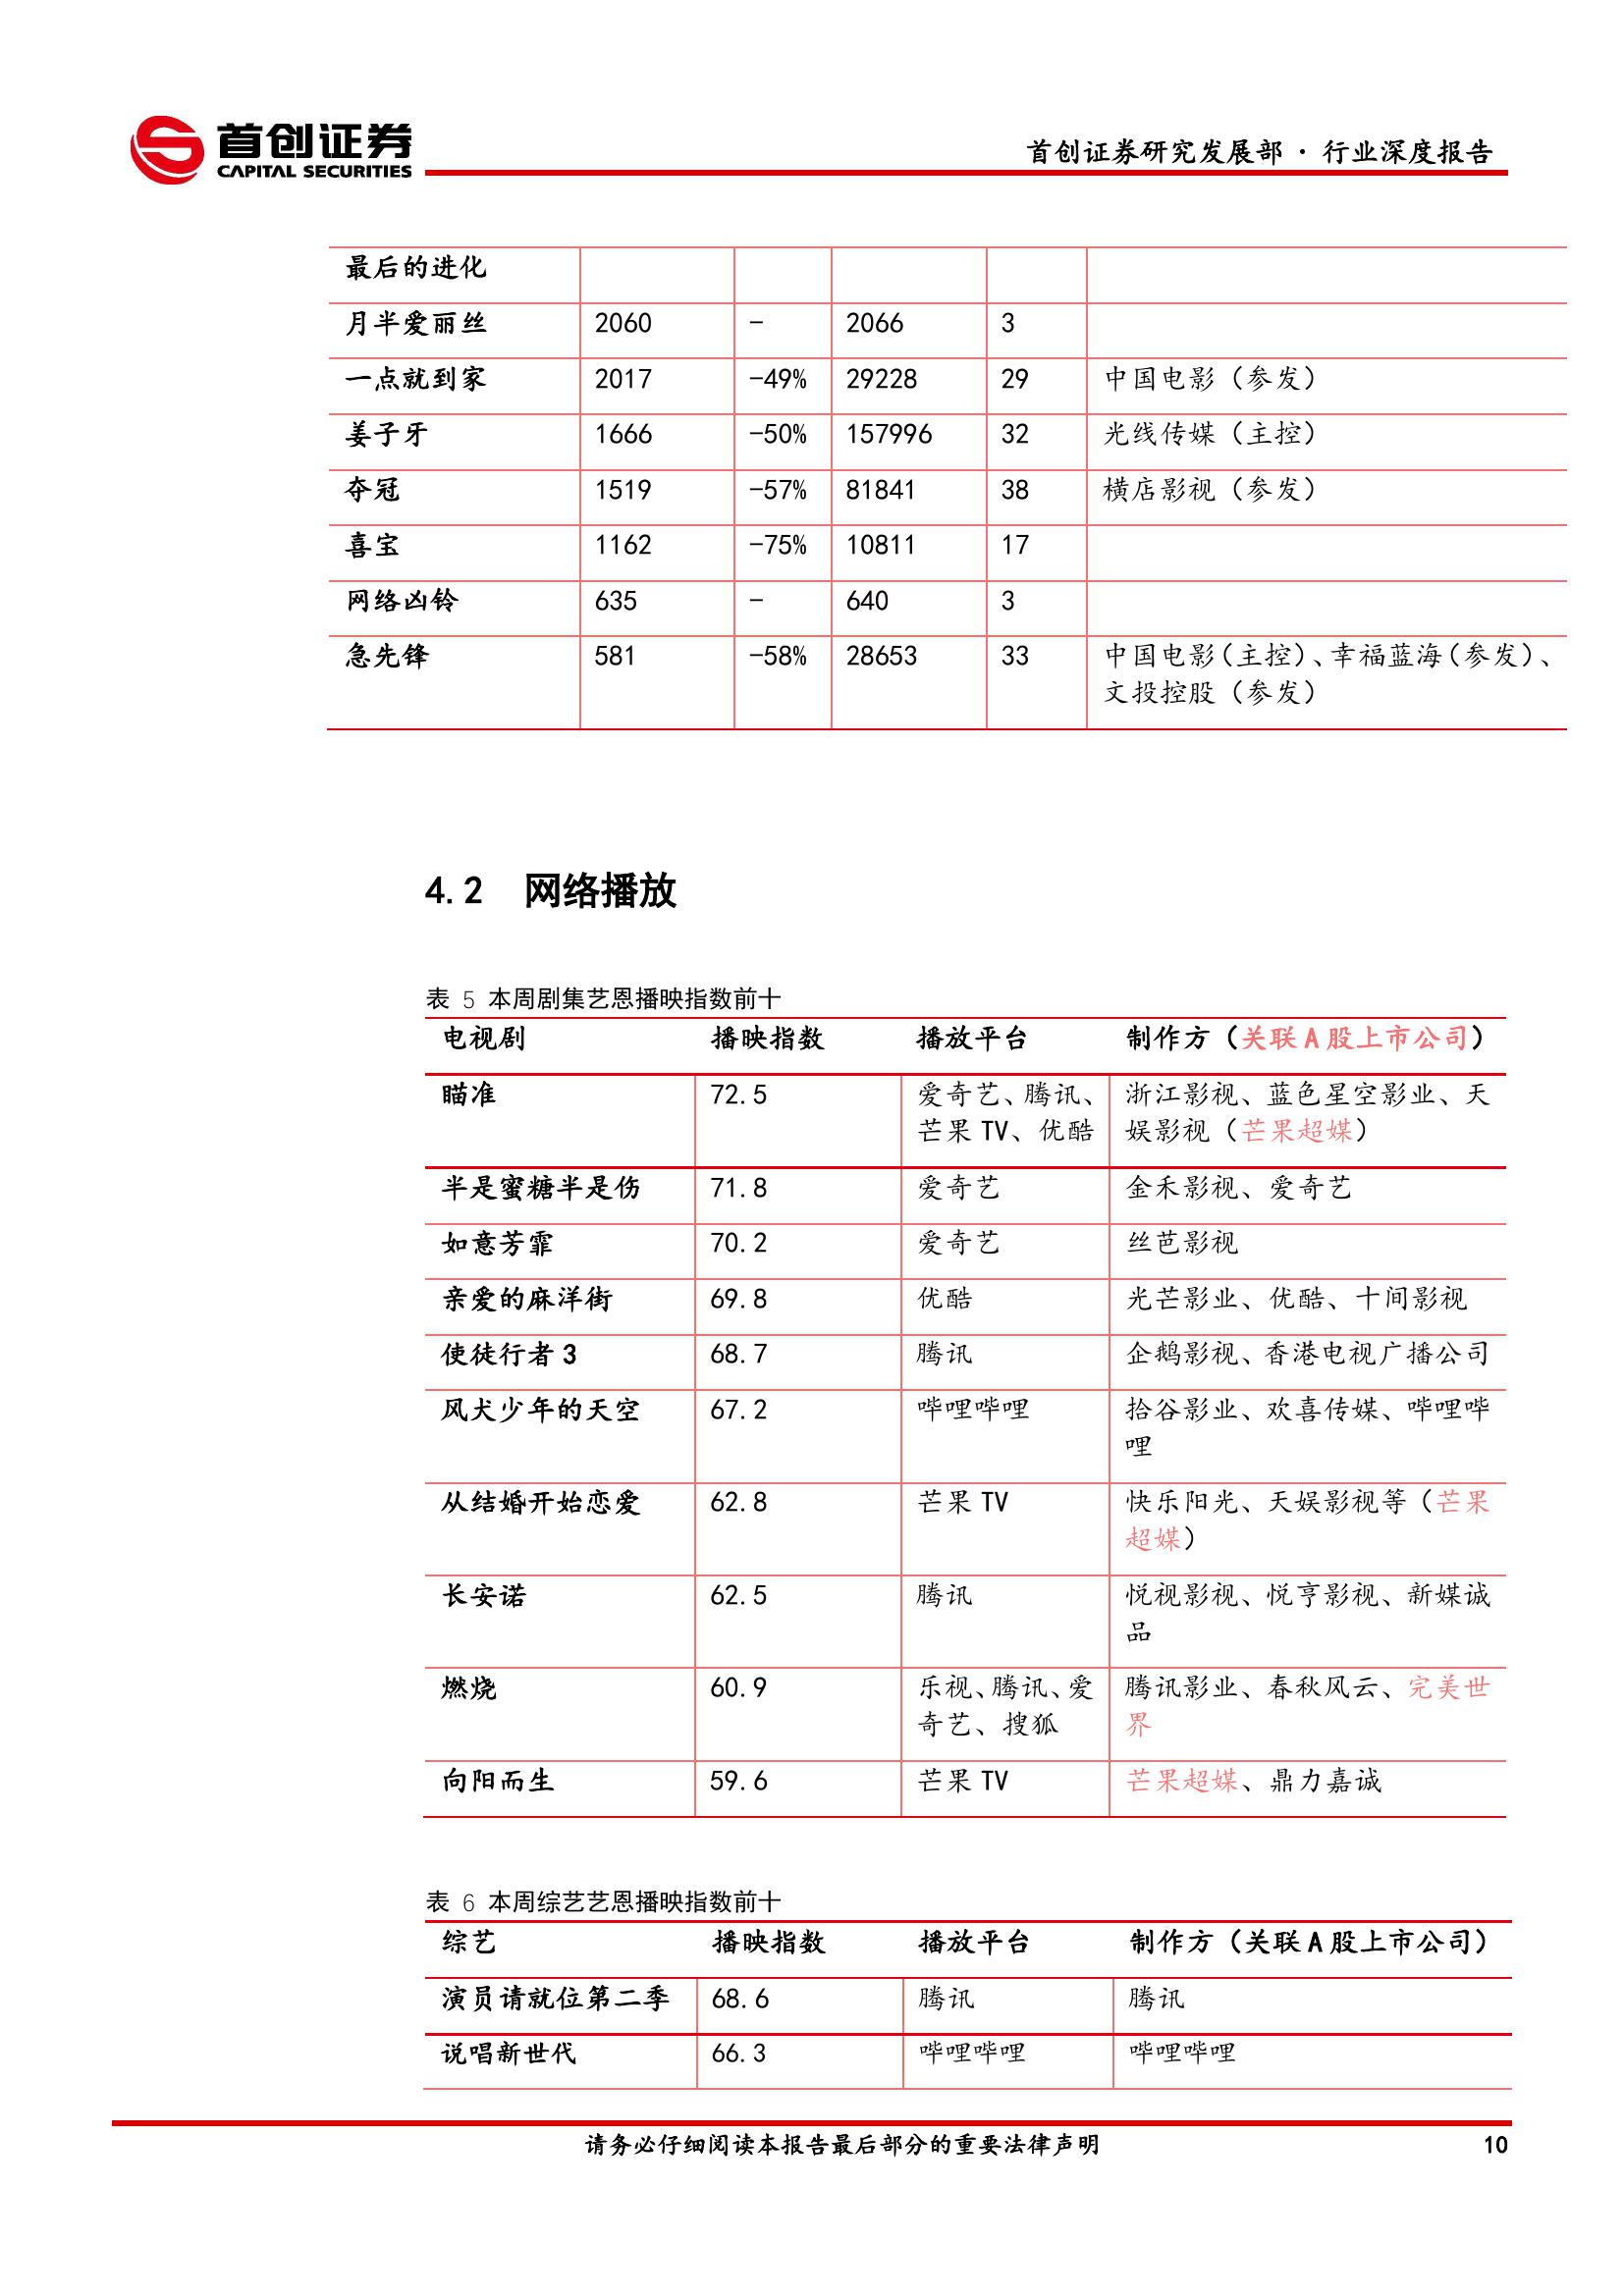 首创证券
CAPITAL SECURITIES
首创证券研究发展部·行业深度报告
最后的进化
月半爱丽丝 2060 - 2066 3
一点就到家 2017 -49% 29228 29 中国电影（参发）
姜子牙 1666 -50% 157996 32 光线传媒（主控）
夺冠 1519 -57% 81841 38 横店影视（参发）
喜宝 1162 -75% 10811 17
网络凶铃 635 - 640 3
急先锋 581 -58% 28653 33 中国电影（主控）、幸福蓝海（参发）、
文投控股（参发）
4.2 网络播放
表 5 本周剧集艺恩播映指数前十
电视剧 播映指数 播放平台 制作方（关联A股上市公司）
瞄准 72.5 爱奇艺、腾讯、 浙江影视、蓝色星空影业、天
芒果 TV、优酷 娱影视（芒果超媒）
半是蜜糖半是伤 71.8 爱奇艺 金禾影视、爱奇艺
如意芳霏 70.2 爱奇艺 丝芭影视
亲爱的麻洋街 69.8 优酷 光芒影业、优酷、十间影视
使徒行者3 68.7 腾讯 企鹅影视、香港电视广播公司
风犬少年的天空 67.2 哔哩哔哩 拾谷影业、欢喜传媒、哔哩哔
哩
从结婚开始恋爱 62.8 芒果 TV 快乐阳光、天娱影视等（芒果
超媒）
长安诺 62.5 腾讯 悦视影视、悦亨影视、新媒诚
品
燃烧 60.9 乐视、腾讯、爱 腾讯影业、春秋风云、完美世
奇艺、搜狐 界
向阳而生 59.6 芒果 TV 芒果超媒、鼎力嘉诚
表 6 本周综艺艺恩播映指数前十
综艺 播映指数 播放平台 制作方（关联A股上市公司）
演员请就位第二季 68.6 腾讯 腾讯
说唱新世代 66.3 哔哩哔哩 哔哩哔哩
请务必仔细阅读本报告最后部分的重要法律声明 10